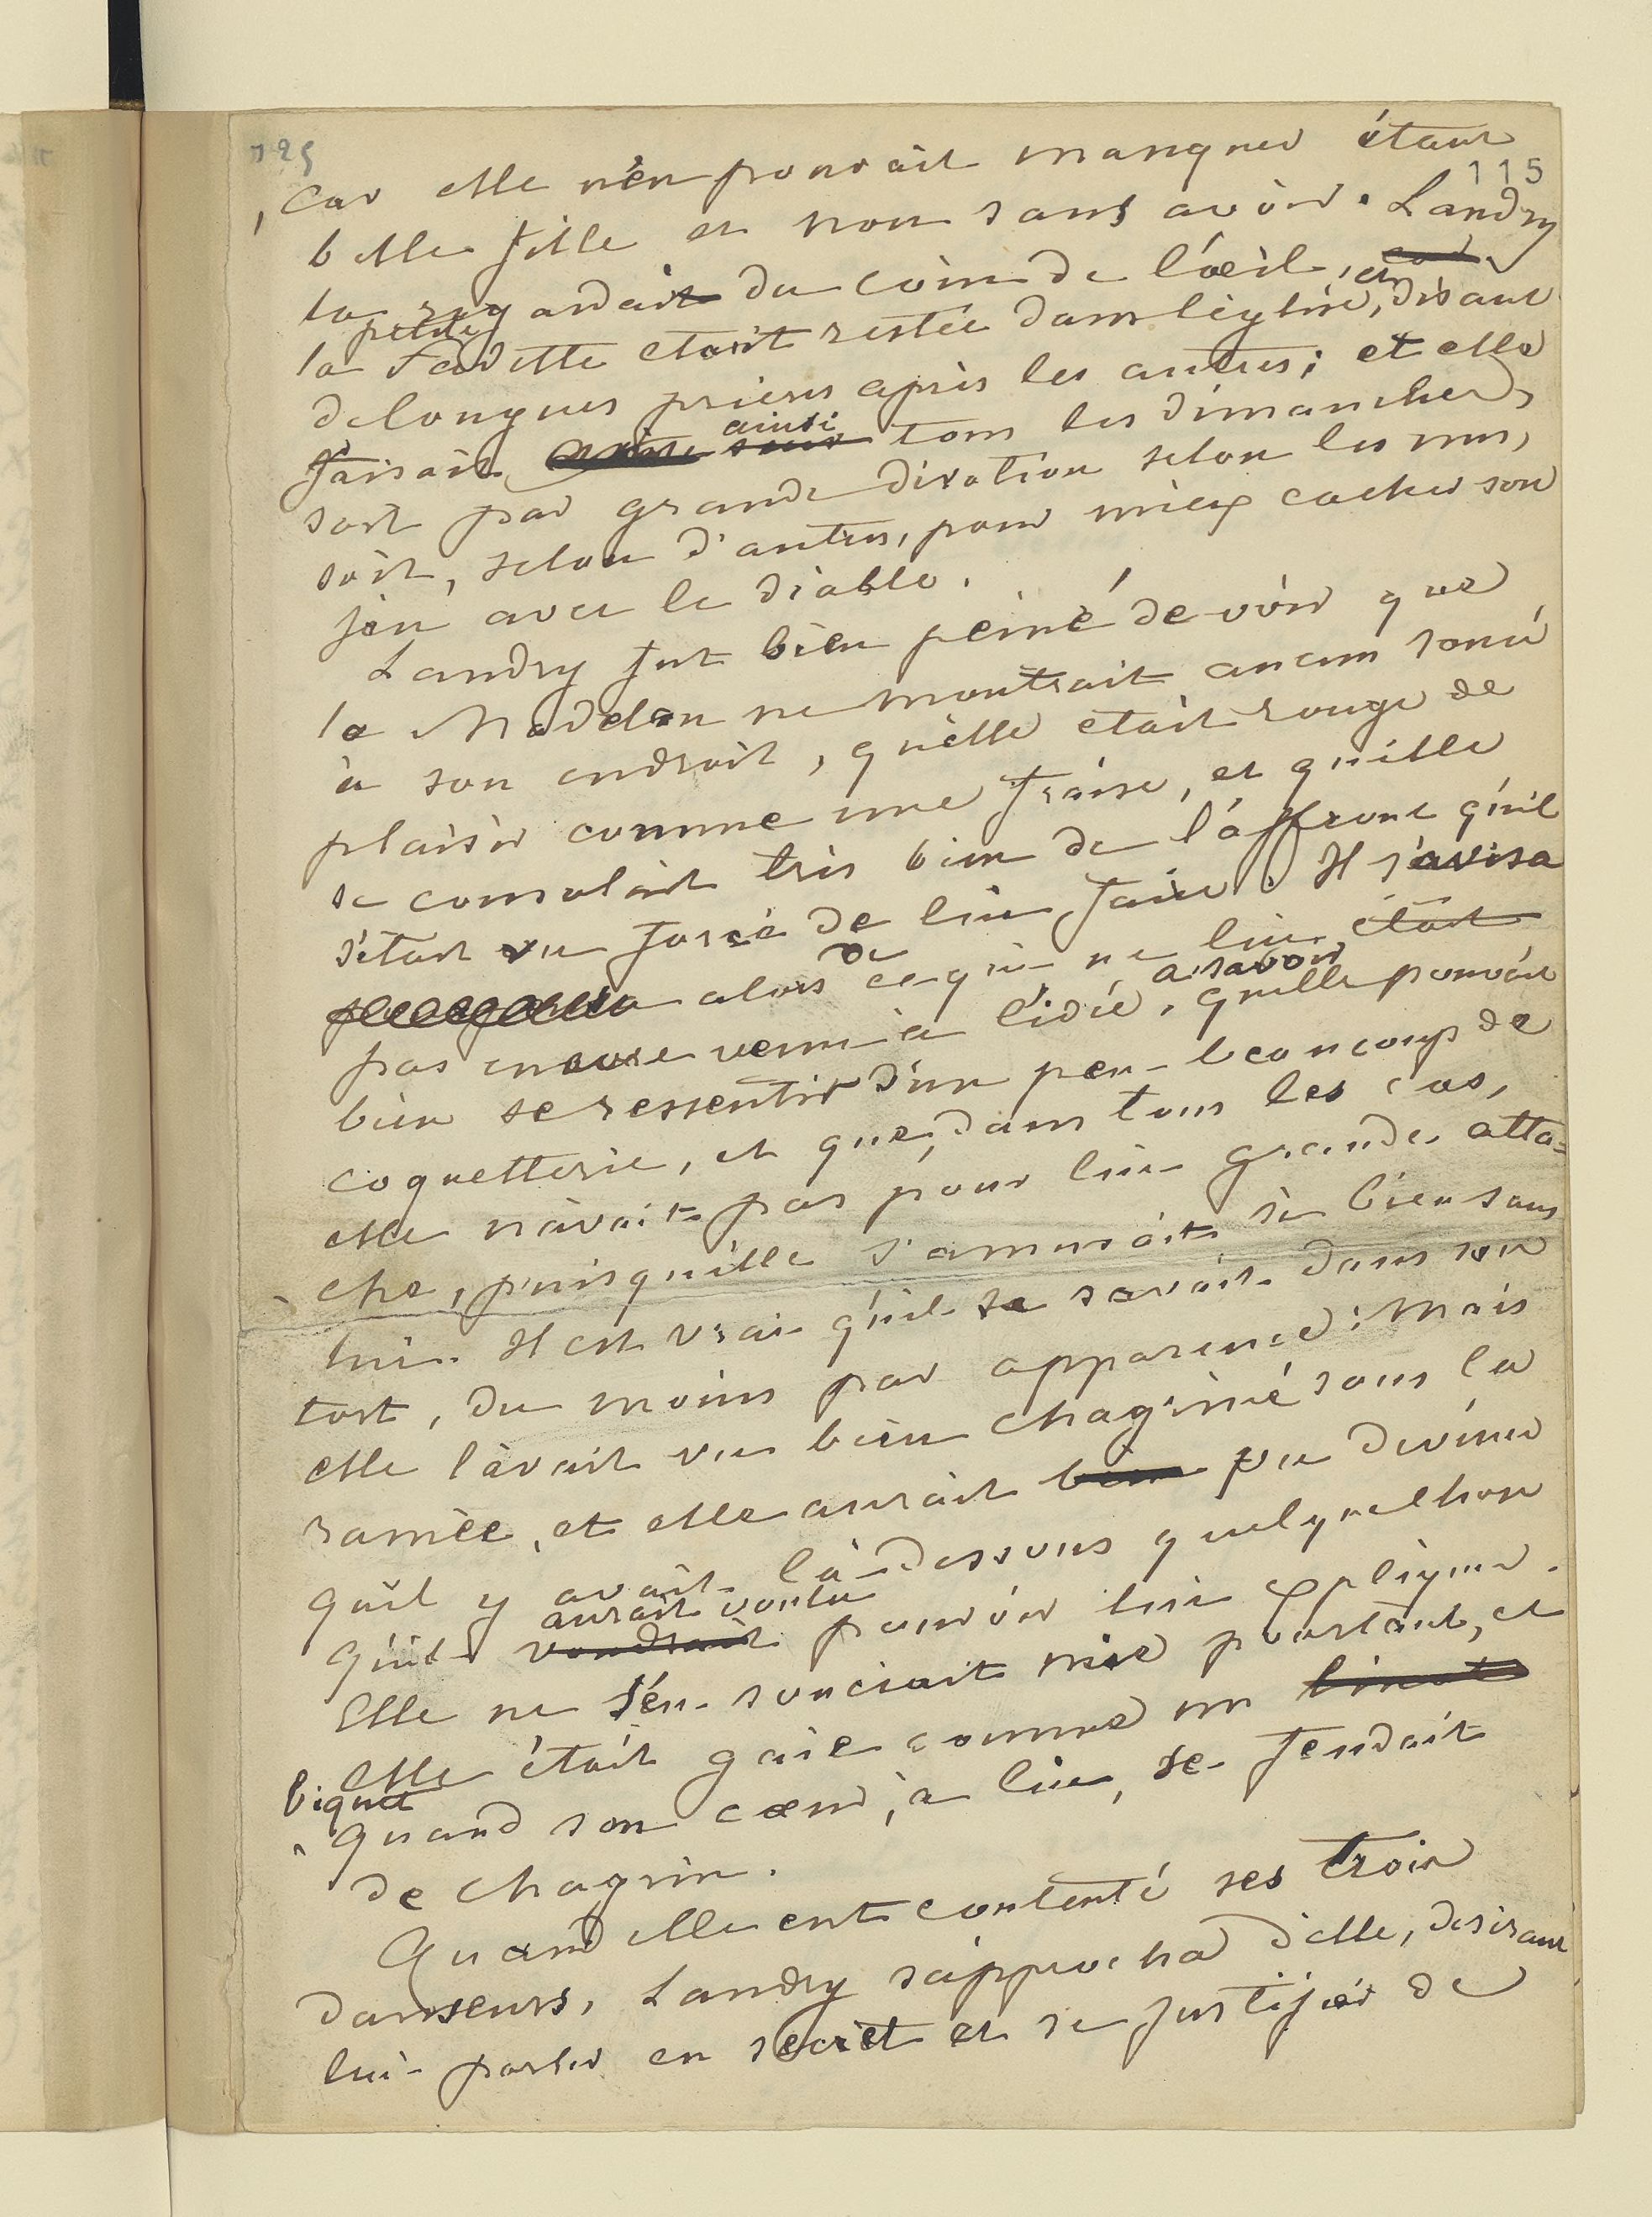 125
115
, car elle n'en pouvait manquer étant
belle fille et non sans avoir. Landry
la regardait du coin de l'œil, et
la petite Fadette etait restée dans l'église, disant
de longues prières après les autres; et elle
faisait ainsi tous les dimanches,
soit par grande dévotion selon les uns,
soit, selon d'autres, pour mieux cacher son
jeu avec le diable.
Landry fut bien peiné de voir que
la Madelon ne montrait aucun souci
à son endroit, qu'elle etait rouge de
plaisir comme une fraise, et qu'elle
se consolait très bien de l'affront qu'il
s'était vu forcé de lui faire. Il s'avisa
alors de ce qui ne lui était
pas encore venu à l'idée, à savoir qu'elle pouvait
bien se ressentir d'un peu beaucoup de
coquetterie, et que, dans tous les cas,
elle n'avait pas pour lui grande atta-
che, puisqu'elle s'amusait si bien sans
lui. Il est vrai qu'il se savait dans son
tort, du moins par apparence; mais
elle l'avait vu bien chagriné sous la
ramée, et elle aurait bien pu deviner
qu'il y avait là-dessous quelque chose
qu'il voudrait aurait voulu pouvoir lui expliquer.
Elle ne s'en souciait mie pourtant, et
elle était gaie comme un
biquet
quand son cœur, à lui, se fendait
de chagrin.
Quand elle eut contenté ses trois
danseurs, Landry s'approcha d'elle, desirant
lui parler en secret et se justifier de